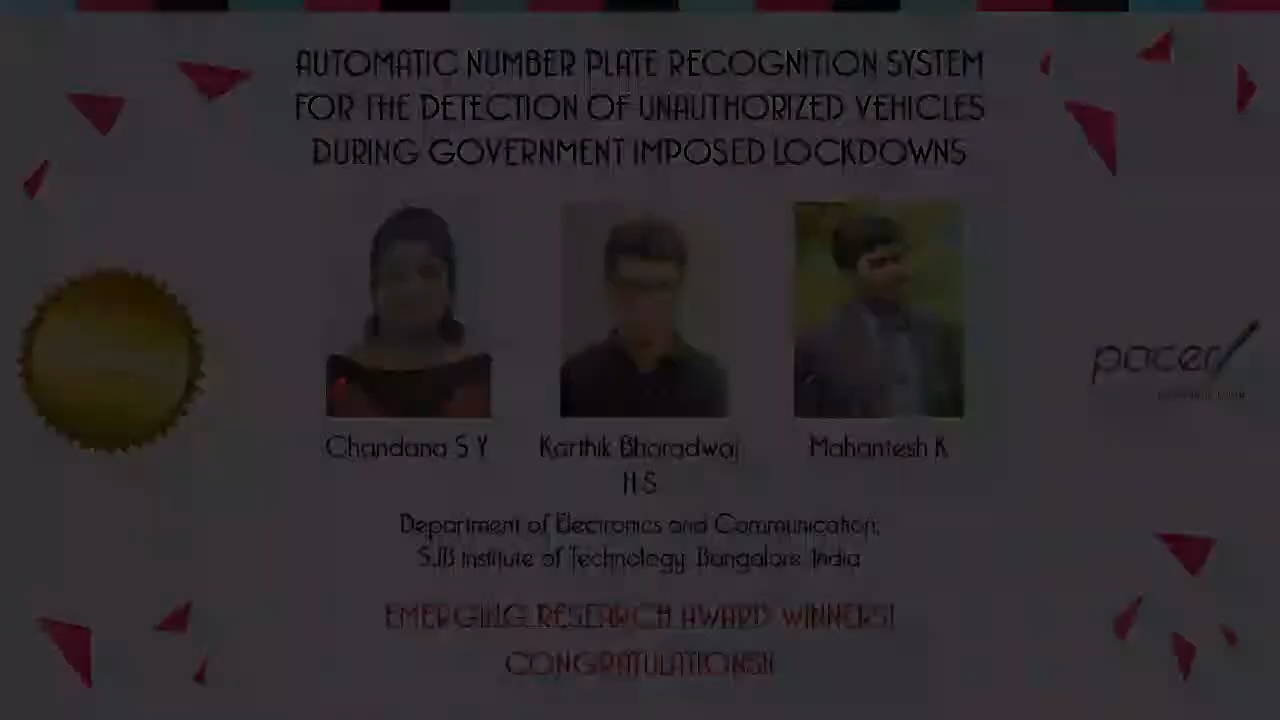 AUTOMATIC NUMBER PLATE RECOGNITION SYSTEM
FOR THE DETECTION OF UNAUTHORIZED VEHICLES
DURING GOVERNMENT IMPOSED LOCKDOWNS
pacer
Chandana S Y
Karthik Bharadwaj
H S
Mahantesh K
Department of Electronics and Communication,
SJB Institute of Technology, Bangalore, India
EMERGING RESEARCH AWARD WINNERS!
CONGRATULATIONS!!